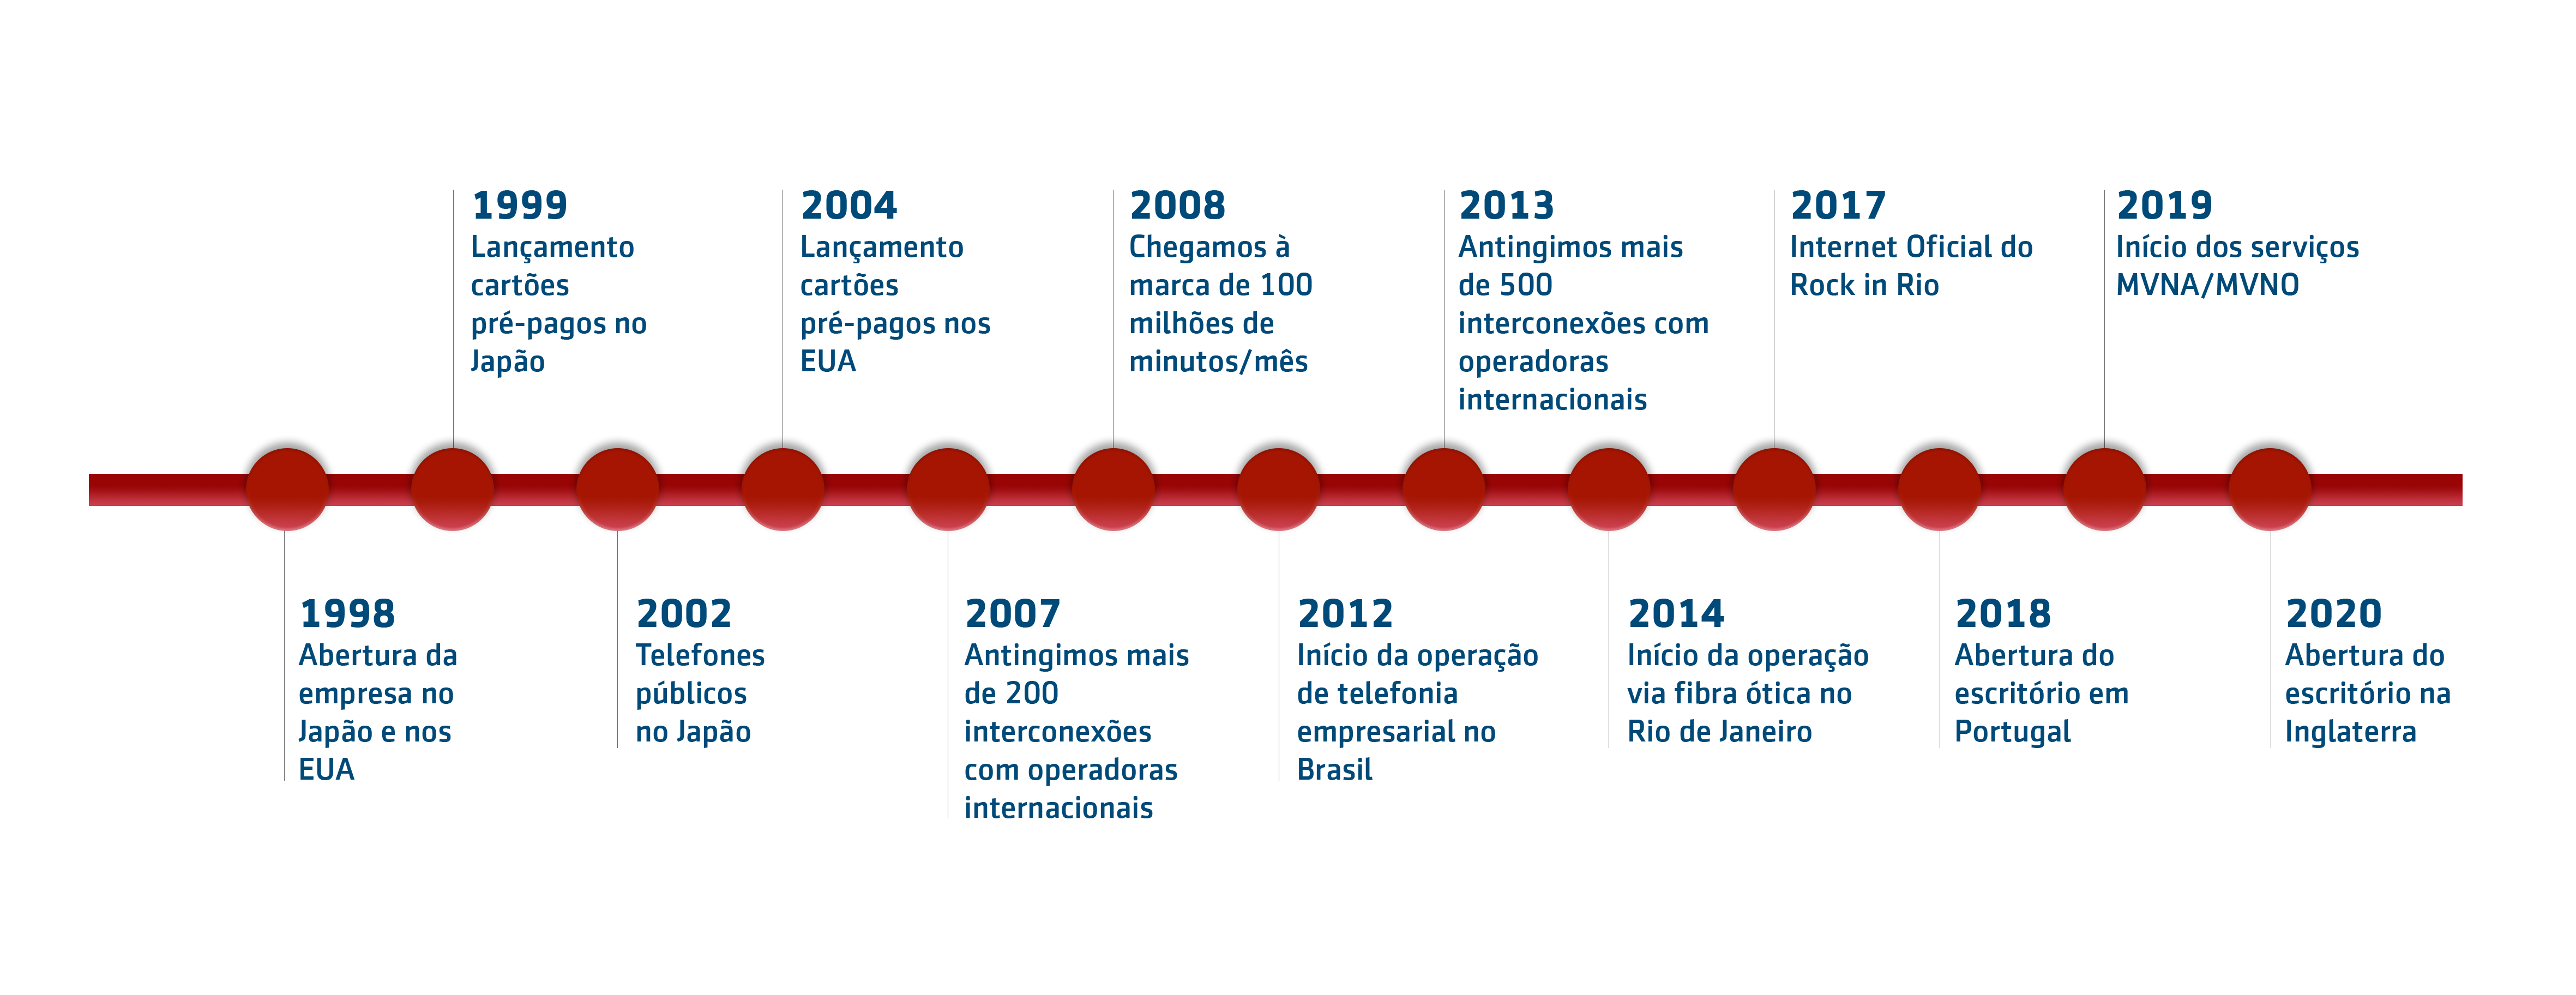 1999
Lançamento
cartões
pré-pagos no
Japão
2004
Lançamento
cartões
pré-pagos nos
EUA
2008
Chegamos à
marca de 100
milhões de
minutos/mês
2013
Antingimos mais
de 500
interconexões com
operadoras
internacionais
2017
Internet Oficial do
Rock in Rio
2019
Início dos serviços
MVNA/MVNO
1998
Abertura da
empresa no
Japão e nos
EUA
2002
Telefones
públicos
no Japão
2007
Antingimos mais
de 200
interconexões
com operadoras
internacionais
2012
Início da operação
de telefonia
empresarial no
Brasil
2014
Início da operação
via fibra ótica no
Rio de Janeiro
2018
Abertura do
escritório em
Portugal
2020
Abertura do
escritório na
Inglaterra